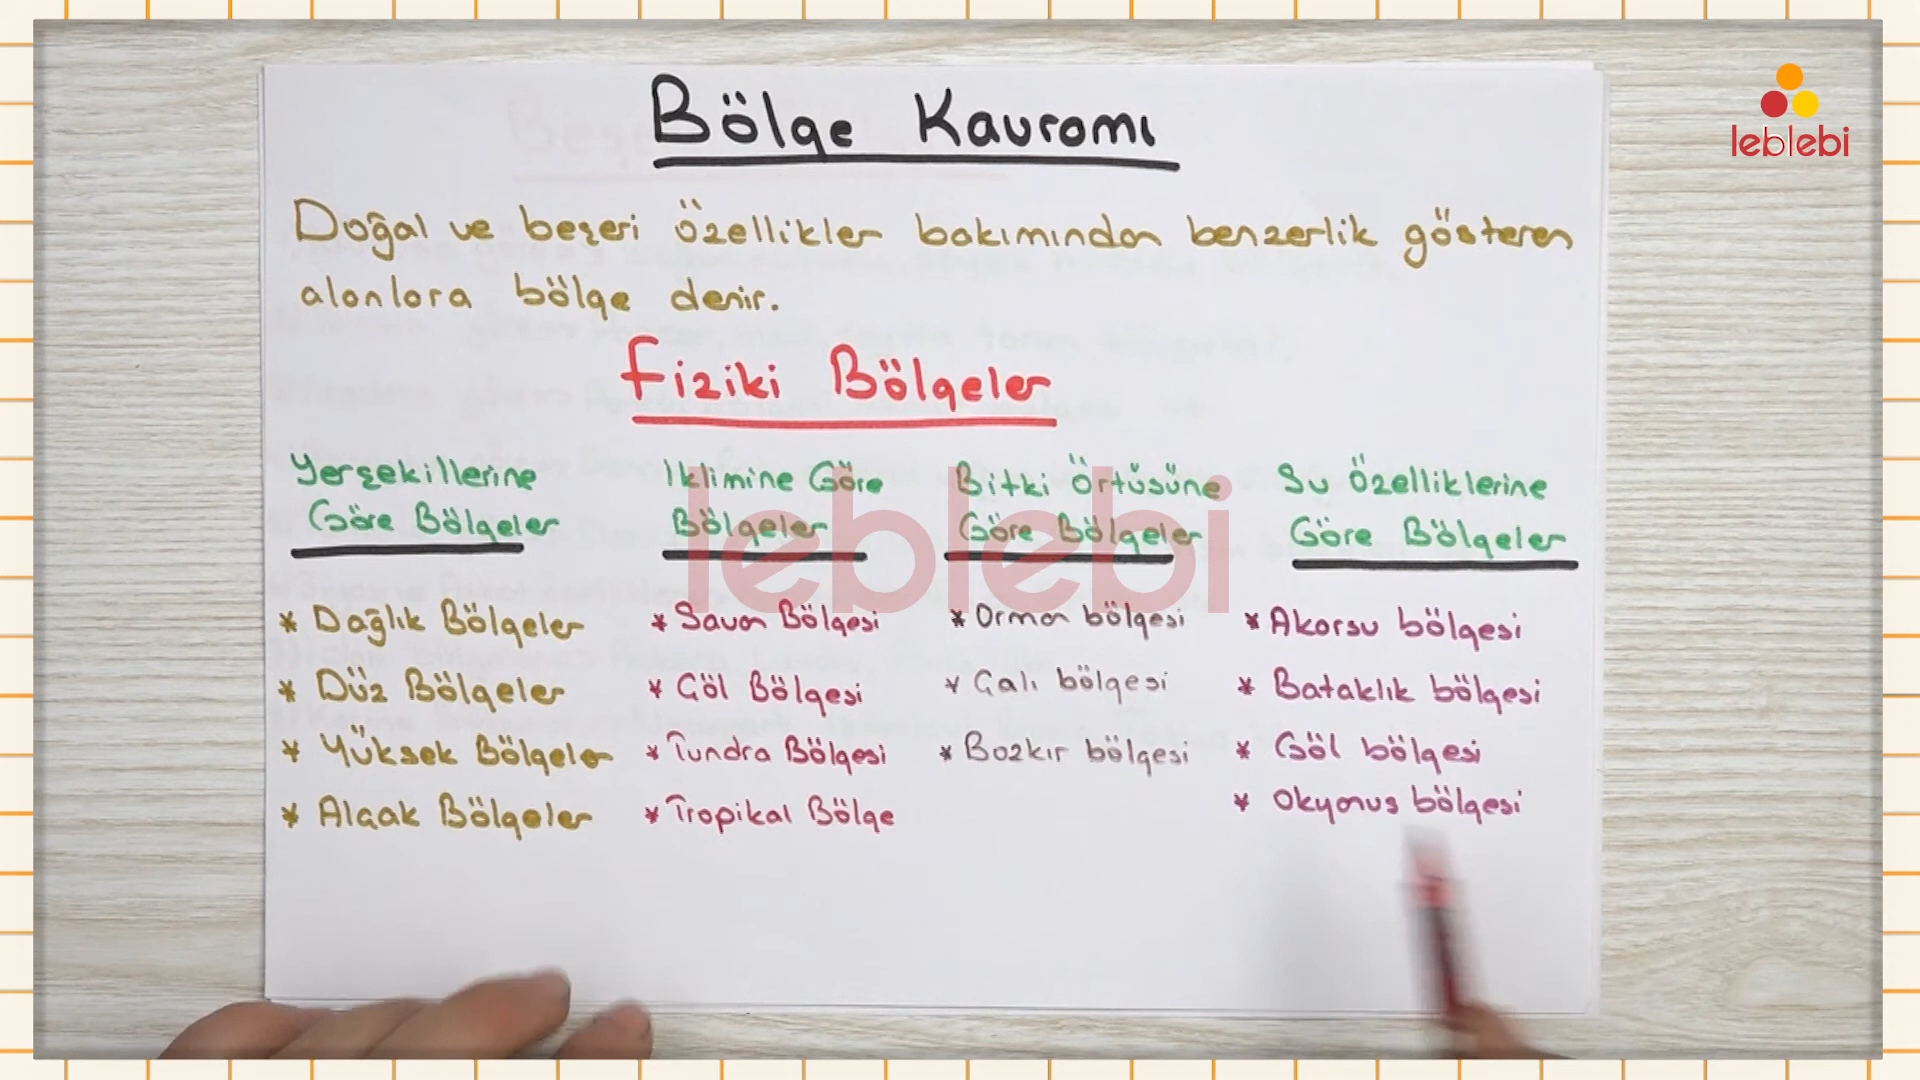 Bölge Kavramı
leblebi
Doğal ve beşeri özellikler bakımından benzerlik gösteren
alanlara bölge denir.
Fiziki Bölgeler
Yerşekillerine
Göre Bölgeler
* Dağlık Bölgeler
* Düz Bölgeler
* Yüksek Bölgeler
* Alçak Bölgeler
Iklimine Göre
Bölgeler
* Savan Bölgesi
* Çöl Bölgesi
* Tundra Bölgesi
* Tropikal Bölge
Bitki Örtüsüne
Göre Bölgeler
* Orman bölgesi
* Çalı bölgesi
* Bozkır bölgesi
Su Özelliklerine
Göre Bölgeler
* Akarsu bölgesi
* Bataklık bölgesi
* Göl bölgesi
* Okyanus bölgesi
leblebi